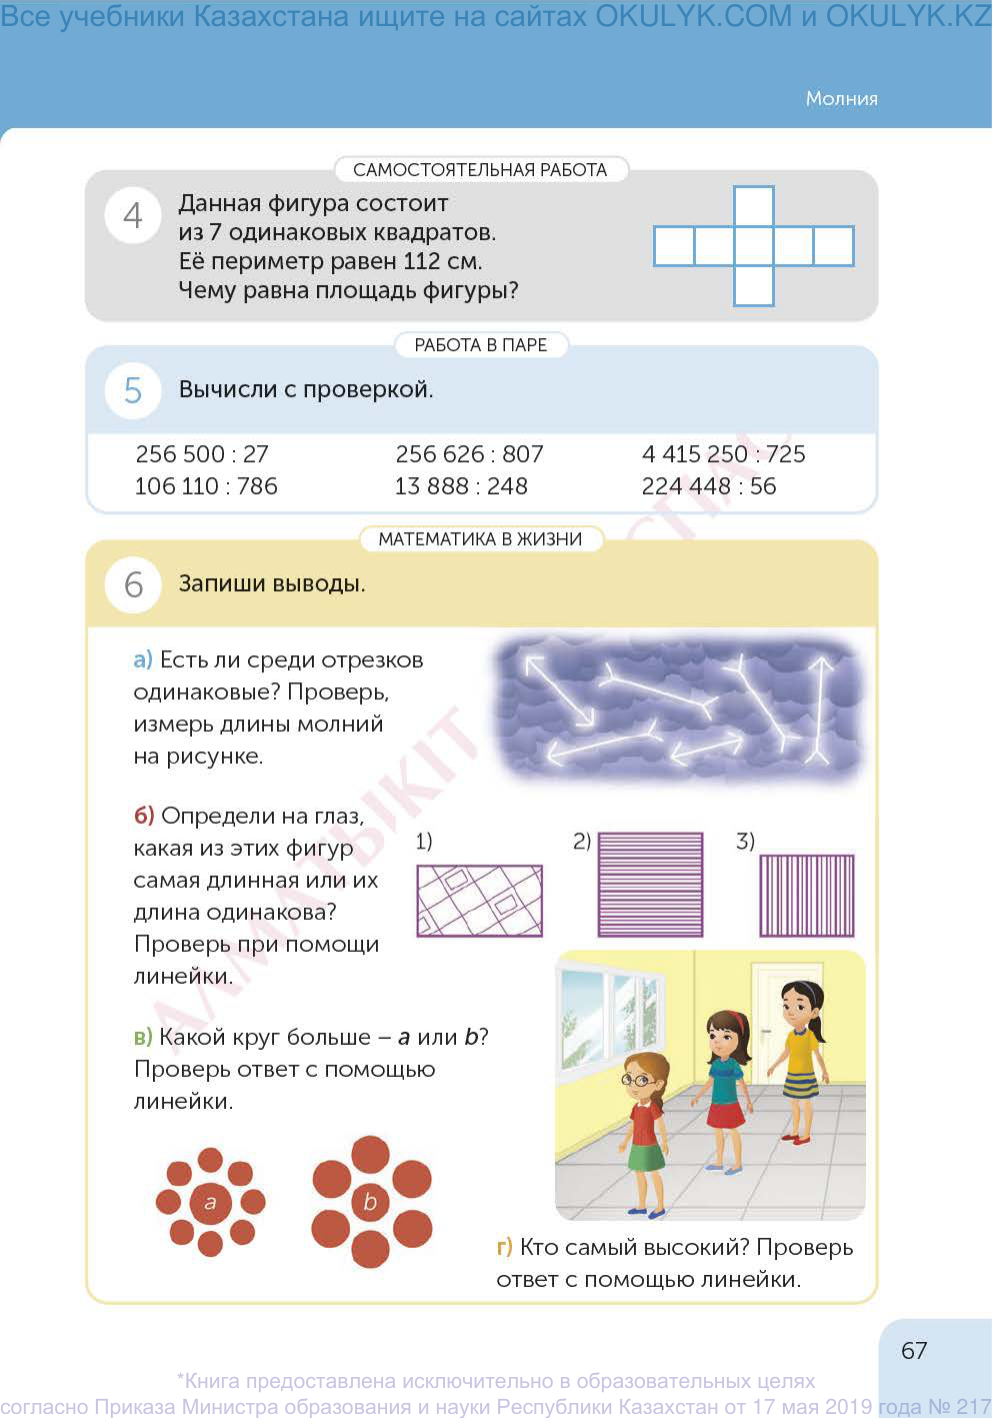 Все учебники Казахстана ищите на сайтах OKULYK.COM и OKULYK.KZ
Молния
САМОСТОЯТЕЛЬНАЯ РАБОТА
4
Данная фигура состоит
из 7 одинаковых квадратов.
Её периметр равен 112 см.
Чему равна площадь фигуры?
РАБОТА В ПАРЕ
5
Вычисли с проверкой.
256 500 : 27
256 626 : 807
4 415 250 : 725
106 110 : 786
13 888 : 248
224 448 : 56
МАТЕМАТИКА В ЖИЗНИ
6
Запиши выводы.
а) Есть ли среди отрезков
одинаковые? Проверь,
измерь длины молний
на рисунке.
б) Определи на глаз,
какая из этих фигур
самая длинная или их
длина одинакова?
Проверь при помощи
линейки.
1)
2)
3)
в) Какой круг больше – a или b?
Проверь ответ с помощью
линейки.
a
b
г) Кто самый высокий? Проверь
ответ с помощью линейки.
АЛМАТЫКІТ
67
*Книга предоставлена исключительно в образовательных целях
согласно Приказа Министра образования и науки Республики Казахстан от 17 мая 2019 года № 217